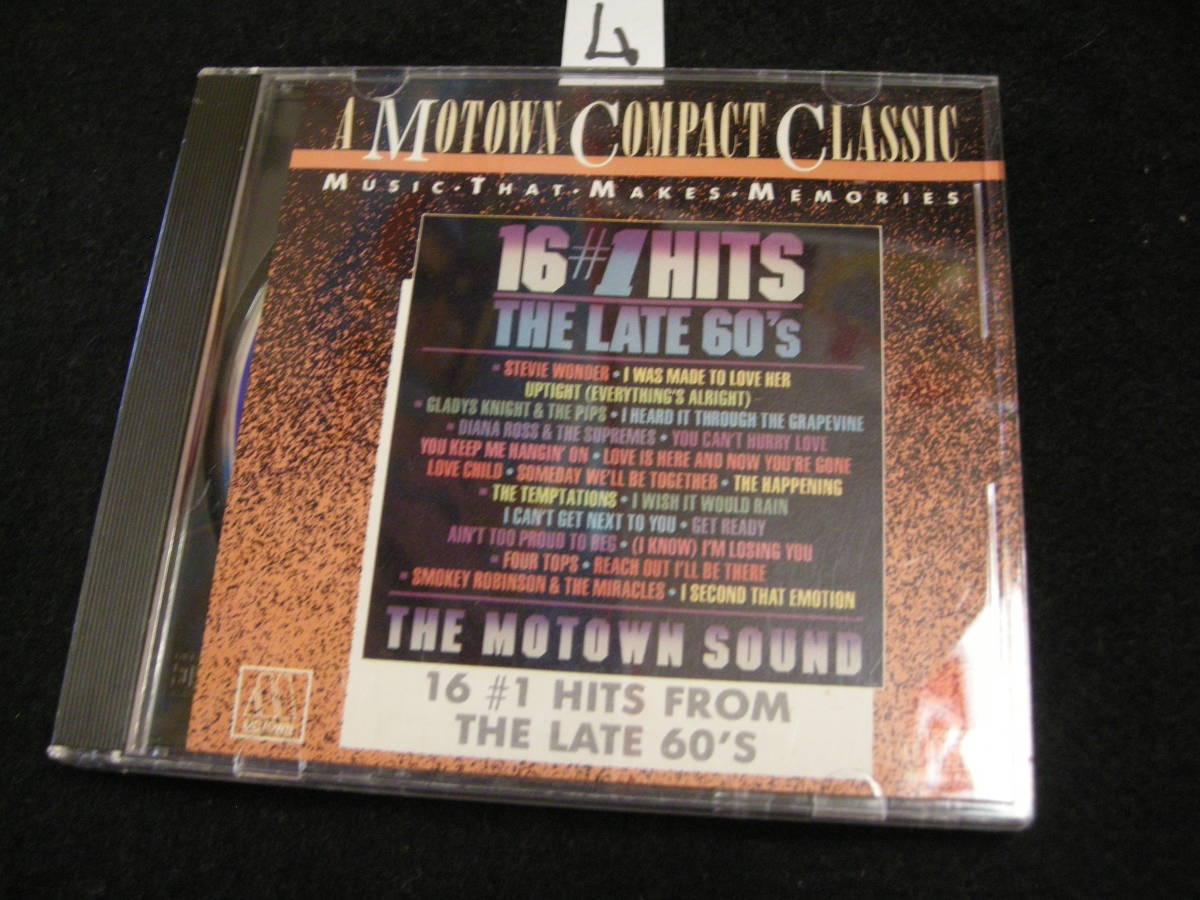 4
A MOTOWN COMPACT CLASSIC
MUSIC·THAT·MAKES·MEMORIES
16 #1 HITS
THE LATE 60's
STEVIE WONDER • I WAS MADE TO LOVE HER
UPTIGHT (EVERYTHING'S ALRIGHT)
GLADYS KNIGHT & THE PIPS • I HEARD IT THROUGH THE GRAPEVINE
DIANA ROSS & THE SUPREMES • YOU CAN'T HURRY LOVE
YOU KEEP ME HANGIN' ON • LOVE IS HERE AND NOW YOU'RE GONE
LOVE CHILD • SOMEDAY WE'LL BE TOGETHER • THE HAPPENING
THE TEMPTATIONS • I WISH IT WOULD RAIN
I CAN'T GET NEXT TO YOU • GET READY
AIN'T TOO PROUD TO BEG • (I KNOW) I'M LOSING YOU
FOUR TOPS • REACH OUT I'LL BE THERE
SMOKEY ROBINSON & THE MIRACLES • I SECOND THAT EMOTION
THE MOTOWN SOUND
16 #1 HITS FROM
THE LATE 60'S
MOTOWN